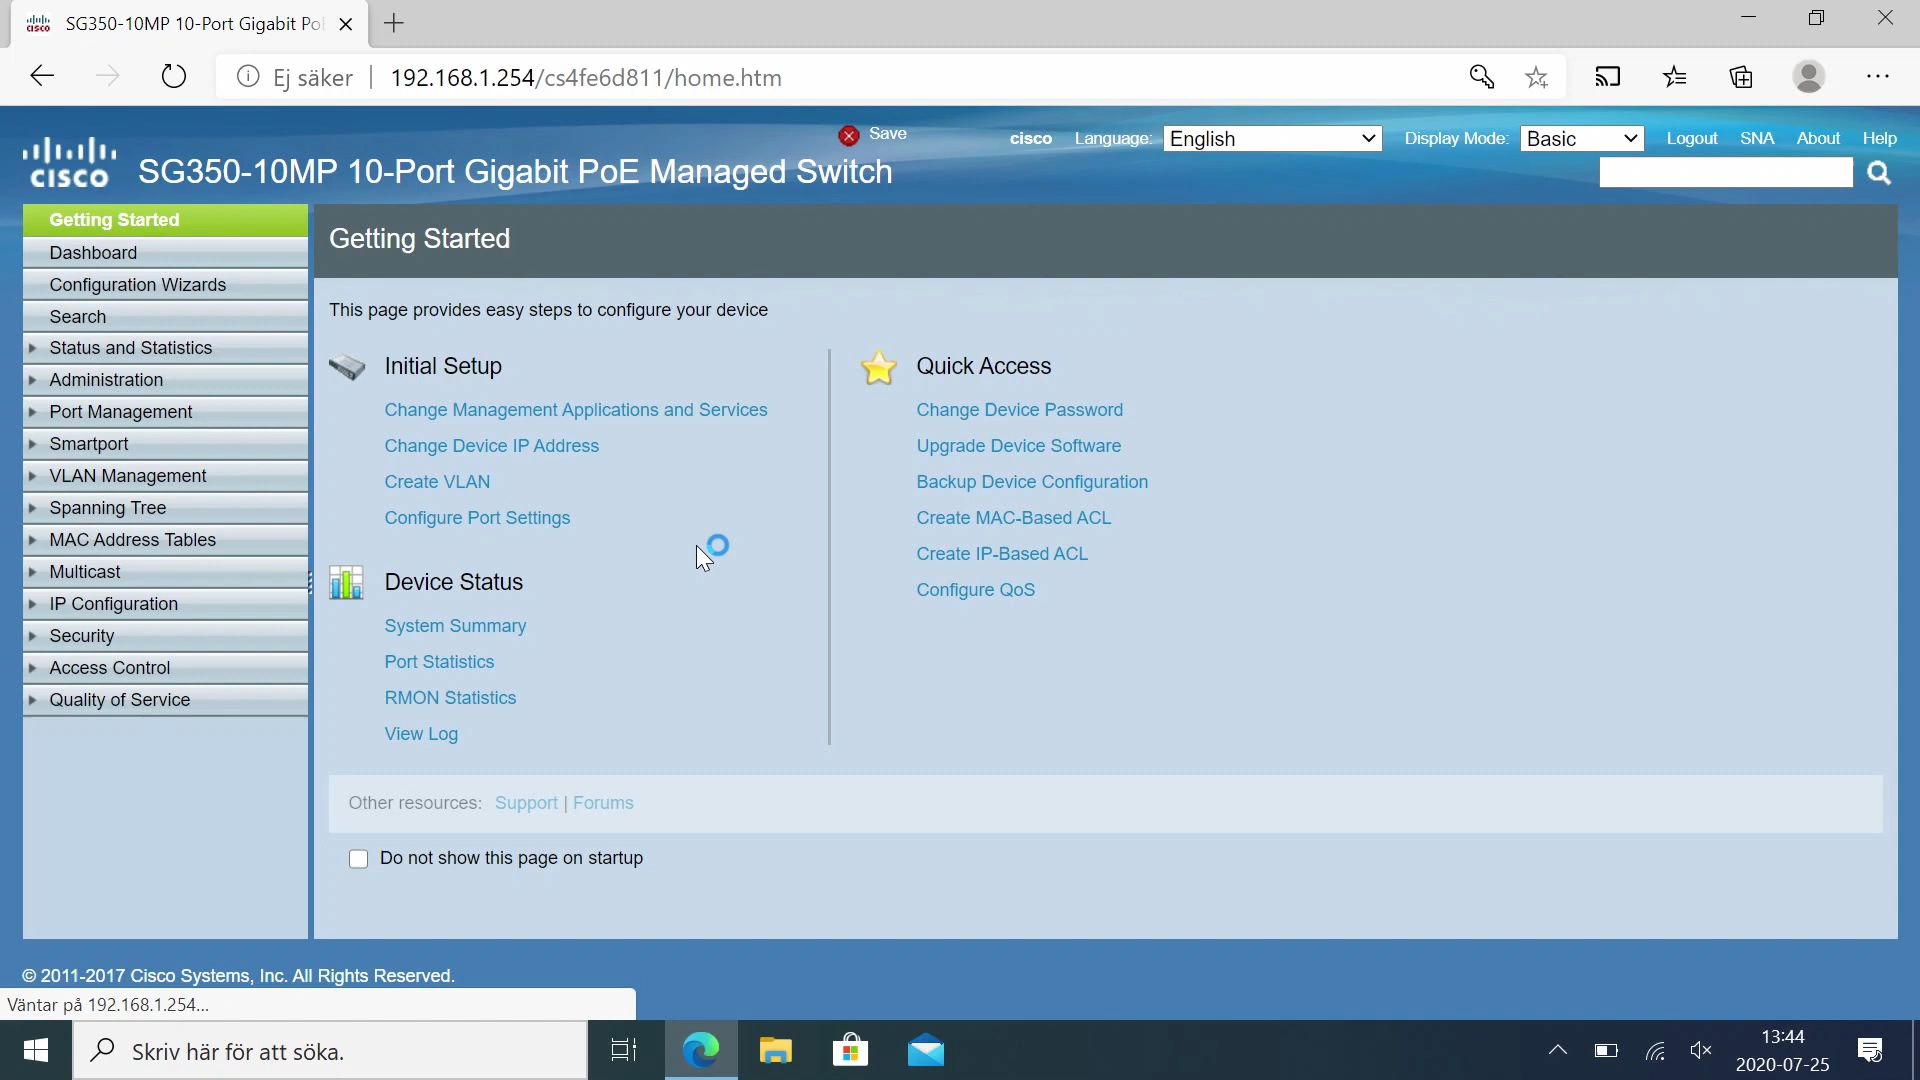 SG350-10MP 10-Port Gigabit Po
Ej säker
192.168.1.254/cs4fe6d811/home.htm
Save
cisco
Language:
English
Display Mode:
Basic
Logout
SNA
About
Help
CISCO
SG350-10MP 10-Port Gigabit PoE Managed Switch
Getting Started
Dashboard
Configuration Wizards
Search
Status and Statistics
Administration
Port Management
Smartport
VLAN Management
Spanning Tree
MAC Address Tables
Multicast
IP Configuration
Security
Access Control
Quality of Service
Getting Started
This page provides easy steps to configure your device
Initial Setup
Change Management Applications and Services
Change Device IP Address
Create VLAN
Configure Port Settings
Device Status
System Summary
Port Statistics
RMON Statistics
View Log
Quick Access
Change Device Password
Upgrade Device Software
Backup Device Configuration
Create MAC-Based ACL
Create IP-Based ACL
Configure QoS
Other resources: Support | Forums
Do not show this page on startup
© 2011-2017 Cisco Systems, Inc. All Rights Reserved.
Väntar på 192.168.1.254...
Skriv här för att söka.
13:44
2020-07-25